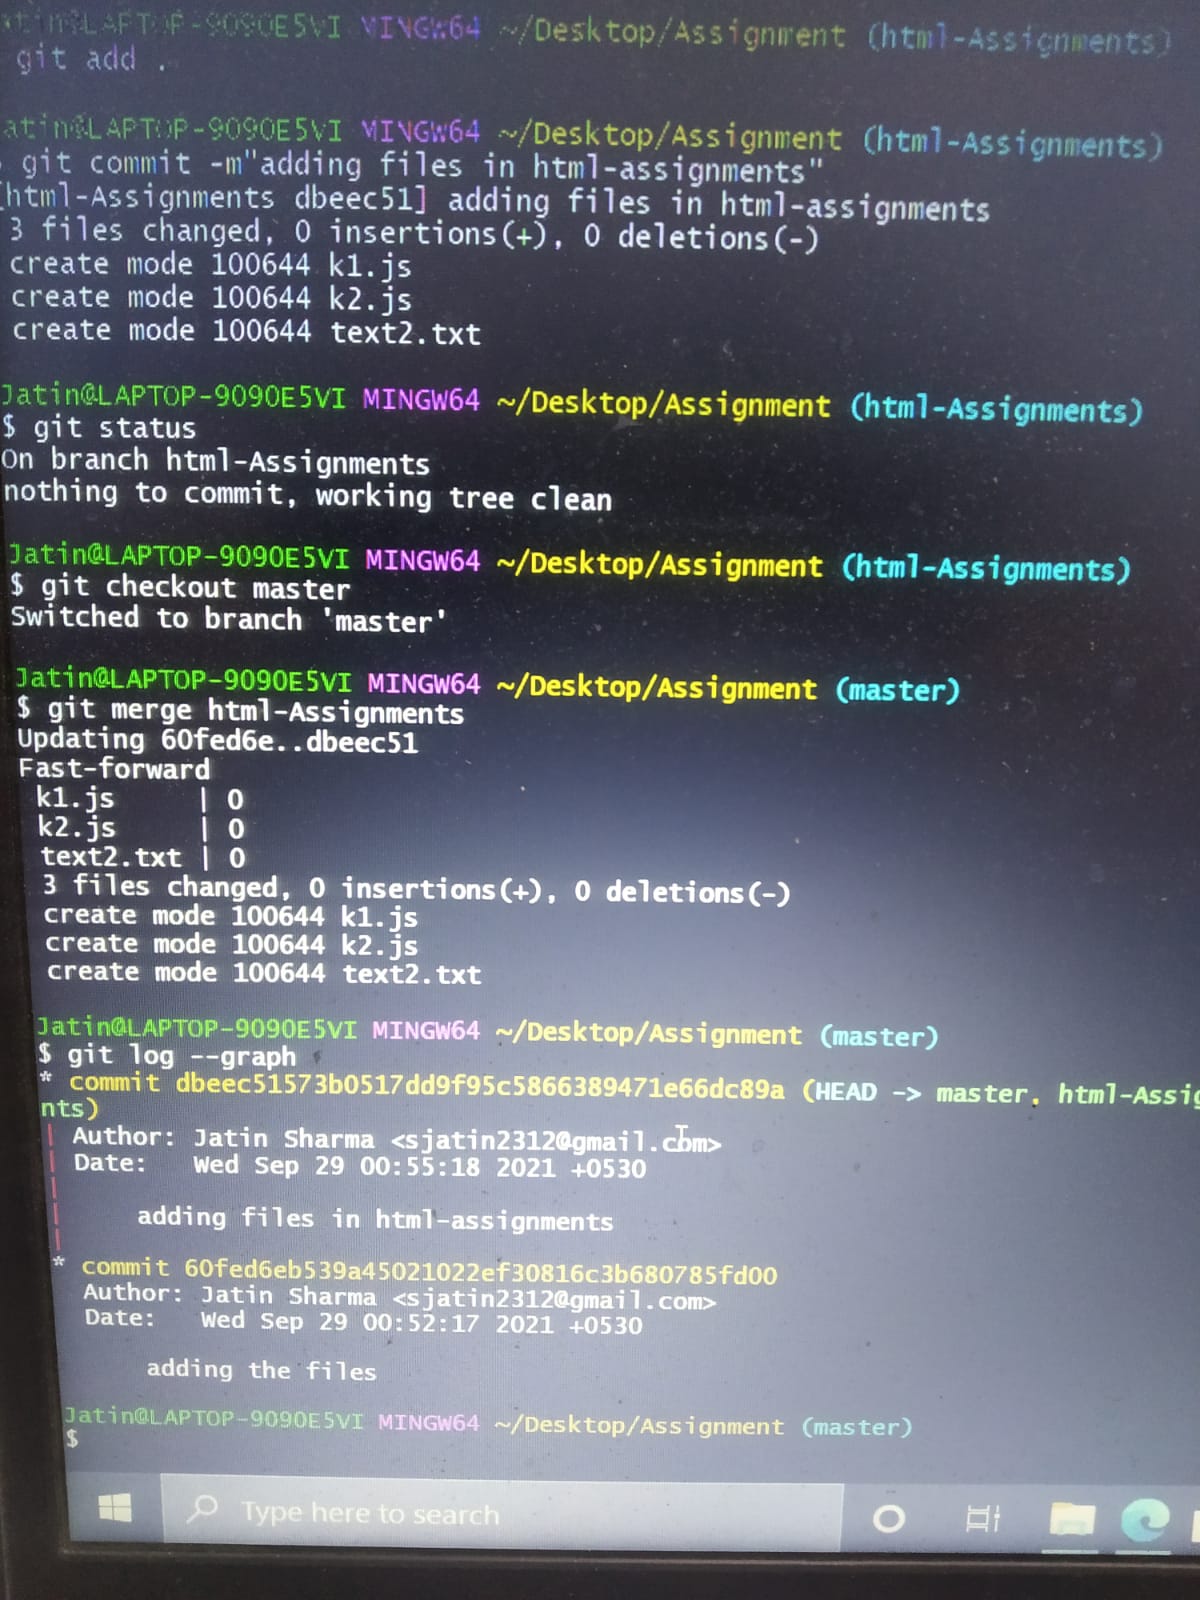 Jatin@LAPTOP-9090E5VI MINGW64 ~/Desktop/Assignment (html-Assignments)
git add .
atin@LAPTOP-9090E5VI MINGW64 ~/Desktop/Assignment (html-Assignments)
git commit -m"adding files in html-assignments"
[html-Assignments dbeec51] adding files in html-assignments
3 files changed, 0 insertions(+), 0 deletions(-)
create mode 100644 k1.js
create mode 100644 k2.js
create mode 100644 text2.txt
Jatin@LAPTOP-9090E5VI MINGW64 ~/Desktop/Assignment (html-Assignments)
$ git status
On branch html-Assignments
nothing to commit, working tree clean
Jatin@LAPTOP-9090E5VI MINGW64 ~/Desktop/Assignment (html-Assignments)
$ git checkout master
Switched to branch 'master'
Jatin@LAPTOP-9090E5VI MINGW64 ~/Desktop/Assignment (master)
$ git merge html-Assignments
Updating 60fed6e..dbeec51
Fast-forward
k1.js | 0
k2.js | 0
text2.txt | 0
3 files changed, 0 insertions(+), 0 deletions(-)
create mode 100644 k1.js
create mode 100644 k2.js
create mode 100644 text2.txt
Jatin@LAPTOP-9090E5VI MINGW64 ~/Desktop/Assignment (master)
$ git log --graph
* commit dbeec51573b0517dd9f95c5866389471e66dc89a (HEAD -> master, html-Assig
nts)
| Author: Jatin Sharma <sjatin2312@gmail.com>
| Date: Wed Sep 29 00:55:18 2021 +0530
|
| adding files in html-assignments
|
* commit 60fed6eb539a45021022ef30816c3b680785fd00
Author: Jatin Sharma <sjatin2312@gmail.com>
Date: Wed Sep 29 00:52:17 2021 +0530
adding the files
Jatin@LAPTOP-9090E5VI MINGW64 ~/Desktop/Assignment (master)
$
Type here to search